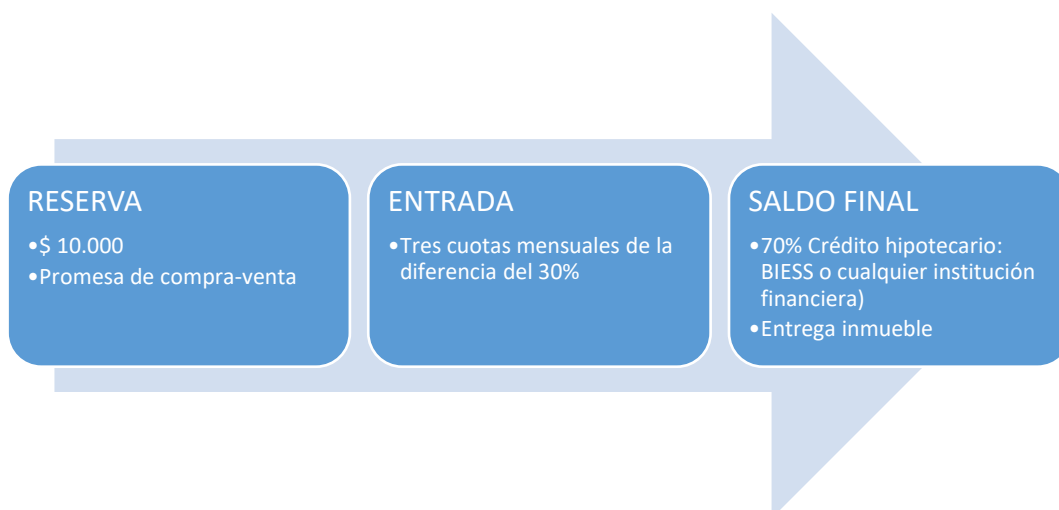 RESERVA
•$ 10.000
•Promesa de compra-venta
ENTRADA
•Tres cuotas mensuales de la
diferencia del 30%
SALDO FINAL
•70% Crédito hipotecario:
BIESS o cualquier institución
financiera)
•Entrega inmueble